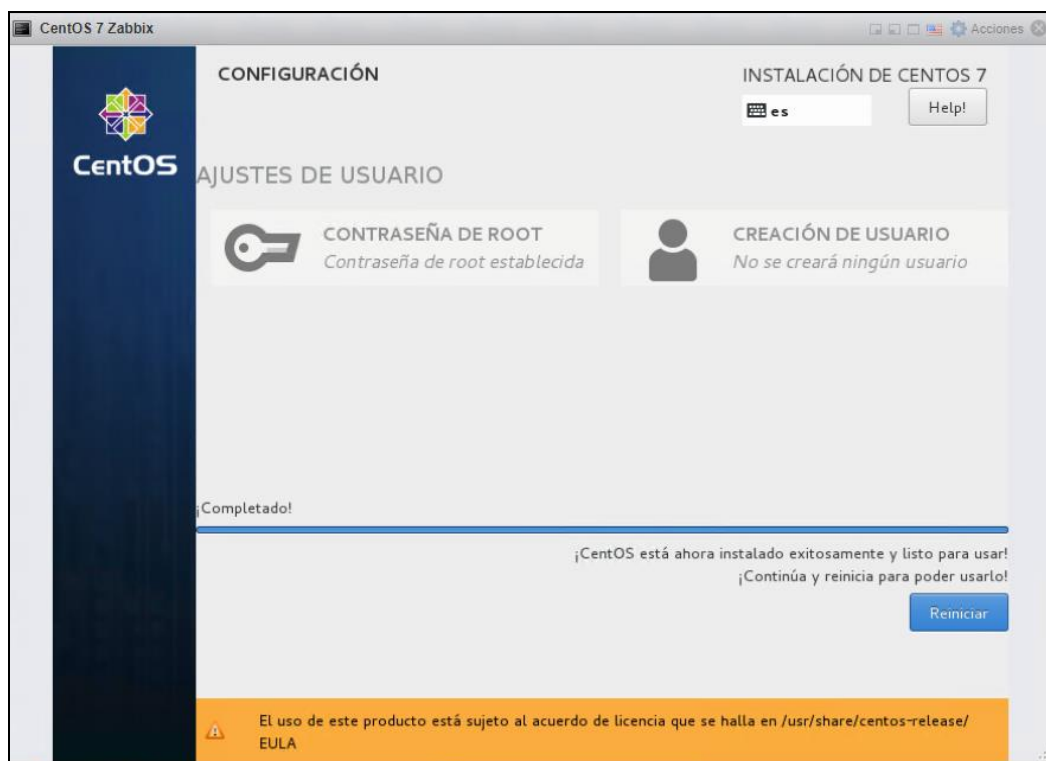 CentOS 7 Zabbix
Acciones
CentOS
CONFIGURACIÓN
INSTALACIÓN DE CENTOS 7
es
Help!
AJUSTES DE USUARIO
CONTRASEÑA DE ROOT
Contraseña de root establecida
CREACIÓN DE USUARIO
No se creará ningún usuario
¡Completado!
¡CentOS está ahora instalado exitosamente y listo para usar!
¡Continúa y reinicia para poder usarlo!
Reiniciar
El uso de este producto está sujeto al acuerdo de licencia que se halla en /usr/share/centos-release/
EULA